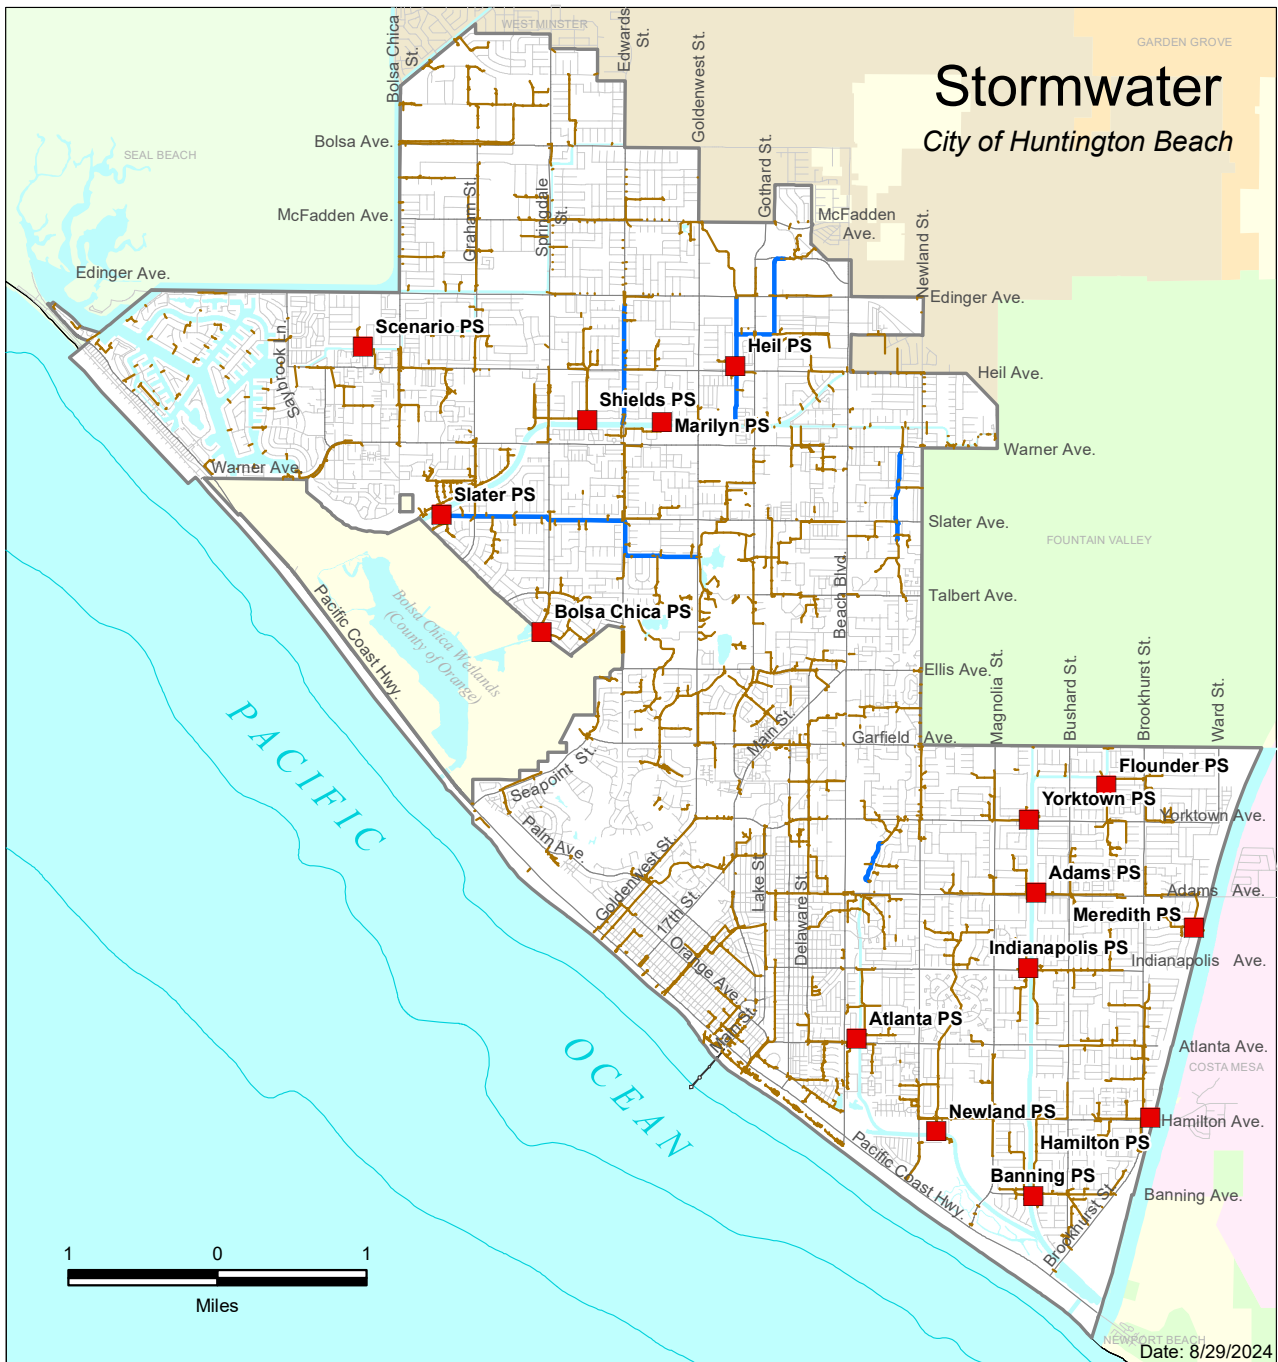 WESTMINSTER
GARDEN GROVE
Bolsa Chica
St.
Edwards
St.
Goldenwest St.
Stormwater
City of Huntington Beach
Bolsa Ave.
SEAL BEACH
Gothard St.
McFadden Ave.
Graham St.
Springdale
St.
McFadden
Ave.
Newland St.
Edinger Ave.
Edinger Ave.
Scenario PS
Saybrook Ln.
Heil PS
Heil Ave.
Shields PS
Marilyn PS
Warner Ave.
Warner Ave.
Slater PS
Slater Ave.
FOUNTAIN VALLEY
Pacific Coast Hwy.
Bolsa Chica Wetlands
(County of Orange)
Bolsa Chica PS
Beach Blvd.
Talbert Ave.
Ellis Ave.
Magnolia St.
Bushard St.
Brookhurst St.
Ward St.
Main St.
Garfield Ave.
PACIFIC
Seapoint St.
Flounder PS
Yorktown PS
Yorktown Ave.
Palm Ave.
Goldenwest St.
Lake St.
Delaware St.
Adams PS
Adams Ave.
17th St.
Meredith PS
Orange Ave.
Indianapolis PS
Indianapolis Ave.
Main St.
Atlanta PS
Atlanta Ave.
COSTA MESA
OCEAN
Newland PS
Hamilton Ave.
Hamilton PS
Pacific Coast Hwy.
Banning PS
Banning Ave.
Brookhurst St.
1 0 1
Miles
NEWPORT BEACH
Date: 8/29/2024